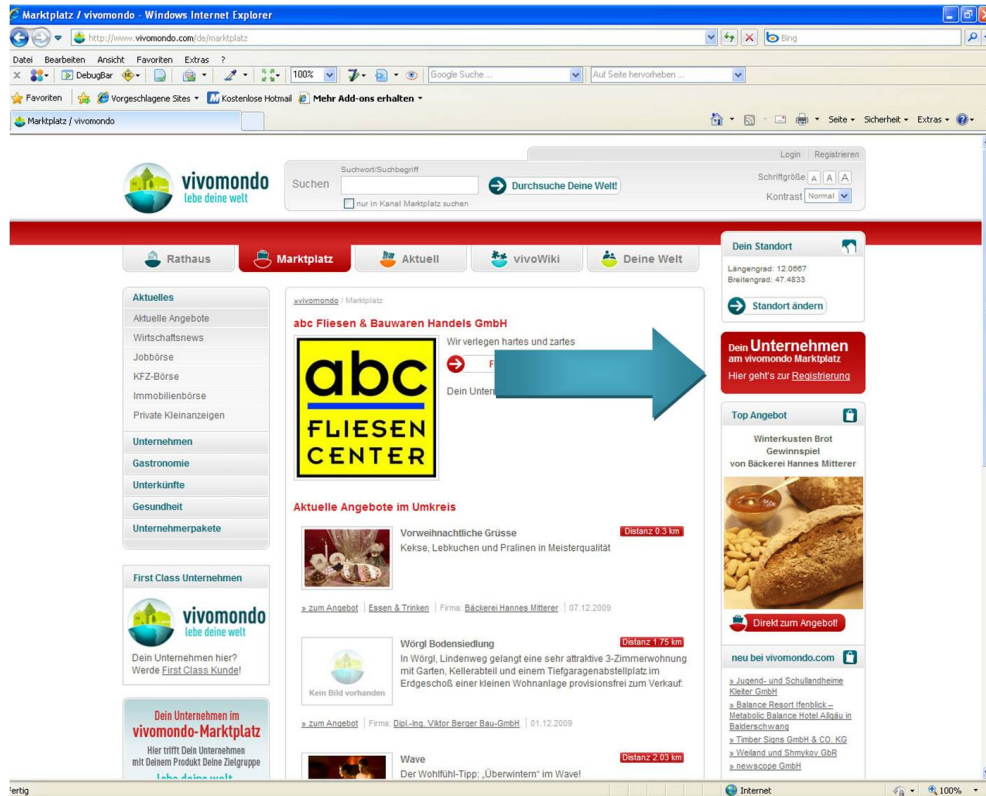 Marktplatz / vivomondo - Windows Internet Explorer
http://www.vivomondo.com/de/marktplatz
Bing
Datei Bearbeiten Ansicht Favoriten Extras ?
DebugBar
100%
Google Suche ...
Auf Seite hervorheben ...
Favoriten
Vorgeschlagene Sites
Kostenlose Hotmail
Mehr Add-ons erhalten
Marktplatz / vivomondo
Seite Sicherheit Extras
Login Registrieren
vivomondo
lebe deine welt
Suchwort/Suchbegriff
Suchen
Durchsuche Deine Welt!
nur in Kanal Marktplatz suchen
Schriftgröße A A A
Kontrast Normal
Rathaus
Marktplatz
Aktuell
vivoWiki
Deine Welt
Aktuelles
Aktuelle Angebote
Wirtschaftsnews
Jobbörse
KFZ-Börse
Immobilienbörse
Private Kleinanzeigen
Unternehmen
Gastronomie
Unterkünfte
Gesundheit
Unternehmerpakete
First Class Unternehmen
vivomondo
lebe deine welt
Dein Unternehmen hier?
Werde First Class Kunde!
Dein Unternehmen im
vivomondo-Marktplatz
Hier trifft Dein Unternehmen
mit Deinem Produkt Deine Zielgruppe
»vivomondo / Marktplatz
abc Fliesen & Bauwaren Handels GmbH
abc
FLIESEN
CENTER
Wir verlegen hartes und zartes
F
Dein Unter
Aktuelle Angebote im Umkreis
Vorweihnachtliche Grüsse
Distanz 0.3 km
Kekse, Lebkuchen und Pralinen in Meisterqualität
» zum Angebot Essen & Trinken Firma: Bäckerei Hannes Mitterer 07.12.2009
Kein Bild vorhanden
Wörgl Bodensiedlung
Distanz 1.75 km
In Wörgl, Lindenweg gelangt eine sehr attraktive 3-Zimmerwohnung
mit Garten, Kellerabteil und einem Tiefgaragenabstellplatz im
Erdgeschoß einer kleinen Wohnanlage provisionsfrei zum Verkauf.
» zum Angebot Firma: Dipl.-Ing. Viktor Berger Bau-GmbH 01.12.2009
Wave
Distanz 2.03 km
Der Wohlfühl-Tipp: „Überwintern“ im Wave!
Dein Standort
Längengrad: 12.0667
Breitengrad: 47.4833
Standort ändern
Dein Unternehmen
am vivomondo Marktplatz
Hier geht's zur Registrierung
Top Angebot
Winterkusten Brot
Gewinnspiel
von Bäckerei Hannes Mitterer
Direkt zum Angebot!
neu bei vivomondo.com
» Jugend- und Schullandheime
Kleiter GmbH
» Balance Resort Ifenblick –
Metabolic Balance Hotel Allgäu in
Balderschwang
» Timber Signs GmbH & CO. KG
» Weiland und Shmykov GbR
» newscope GmbH
Fertig
Internet
100%